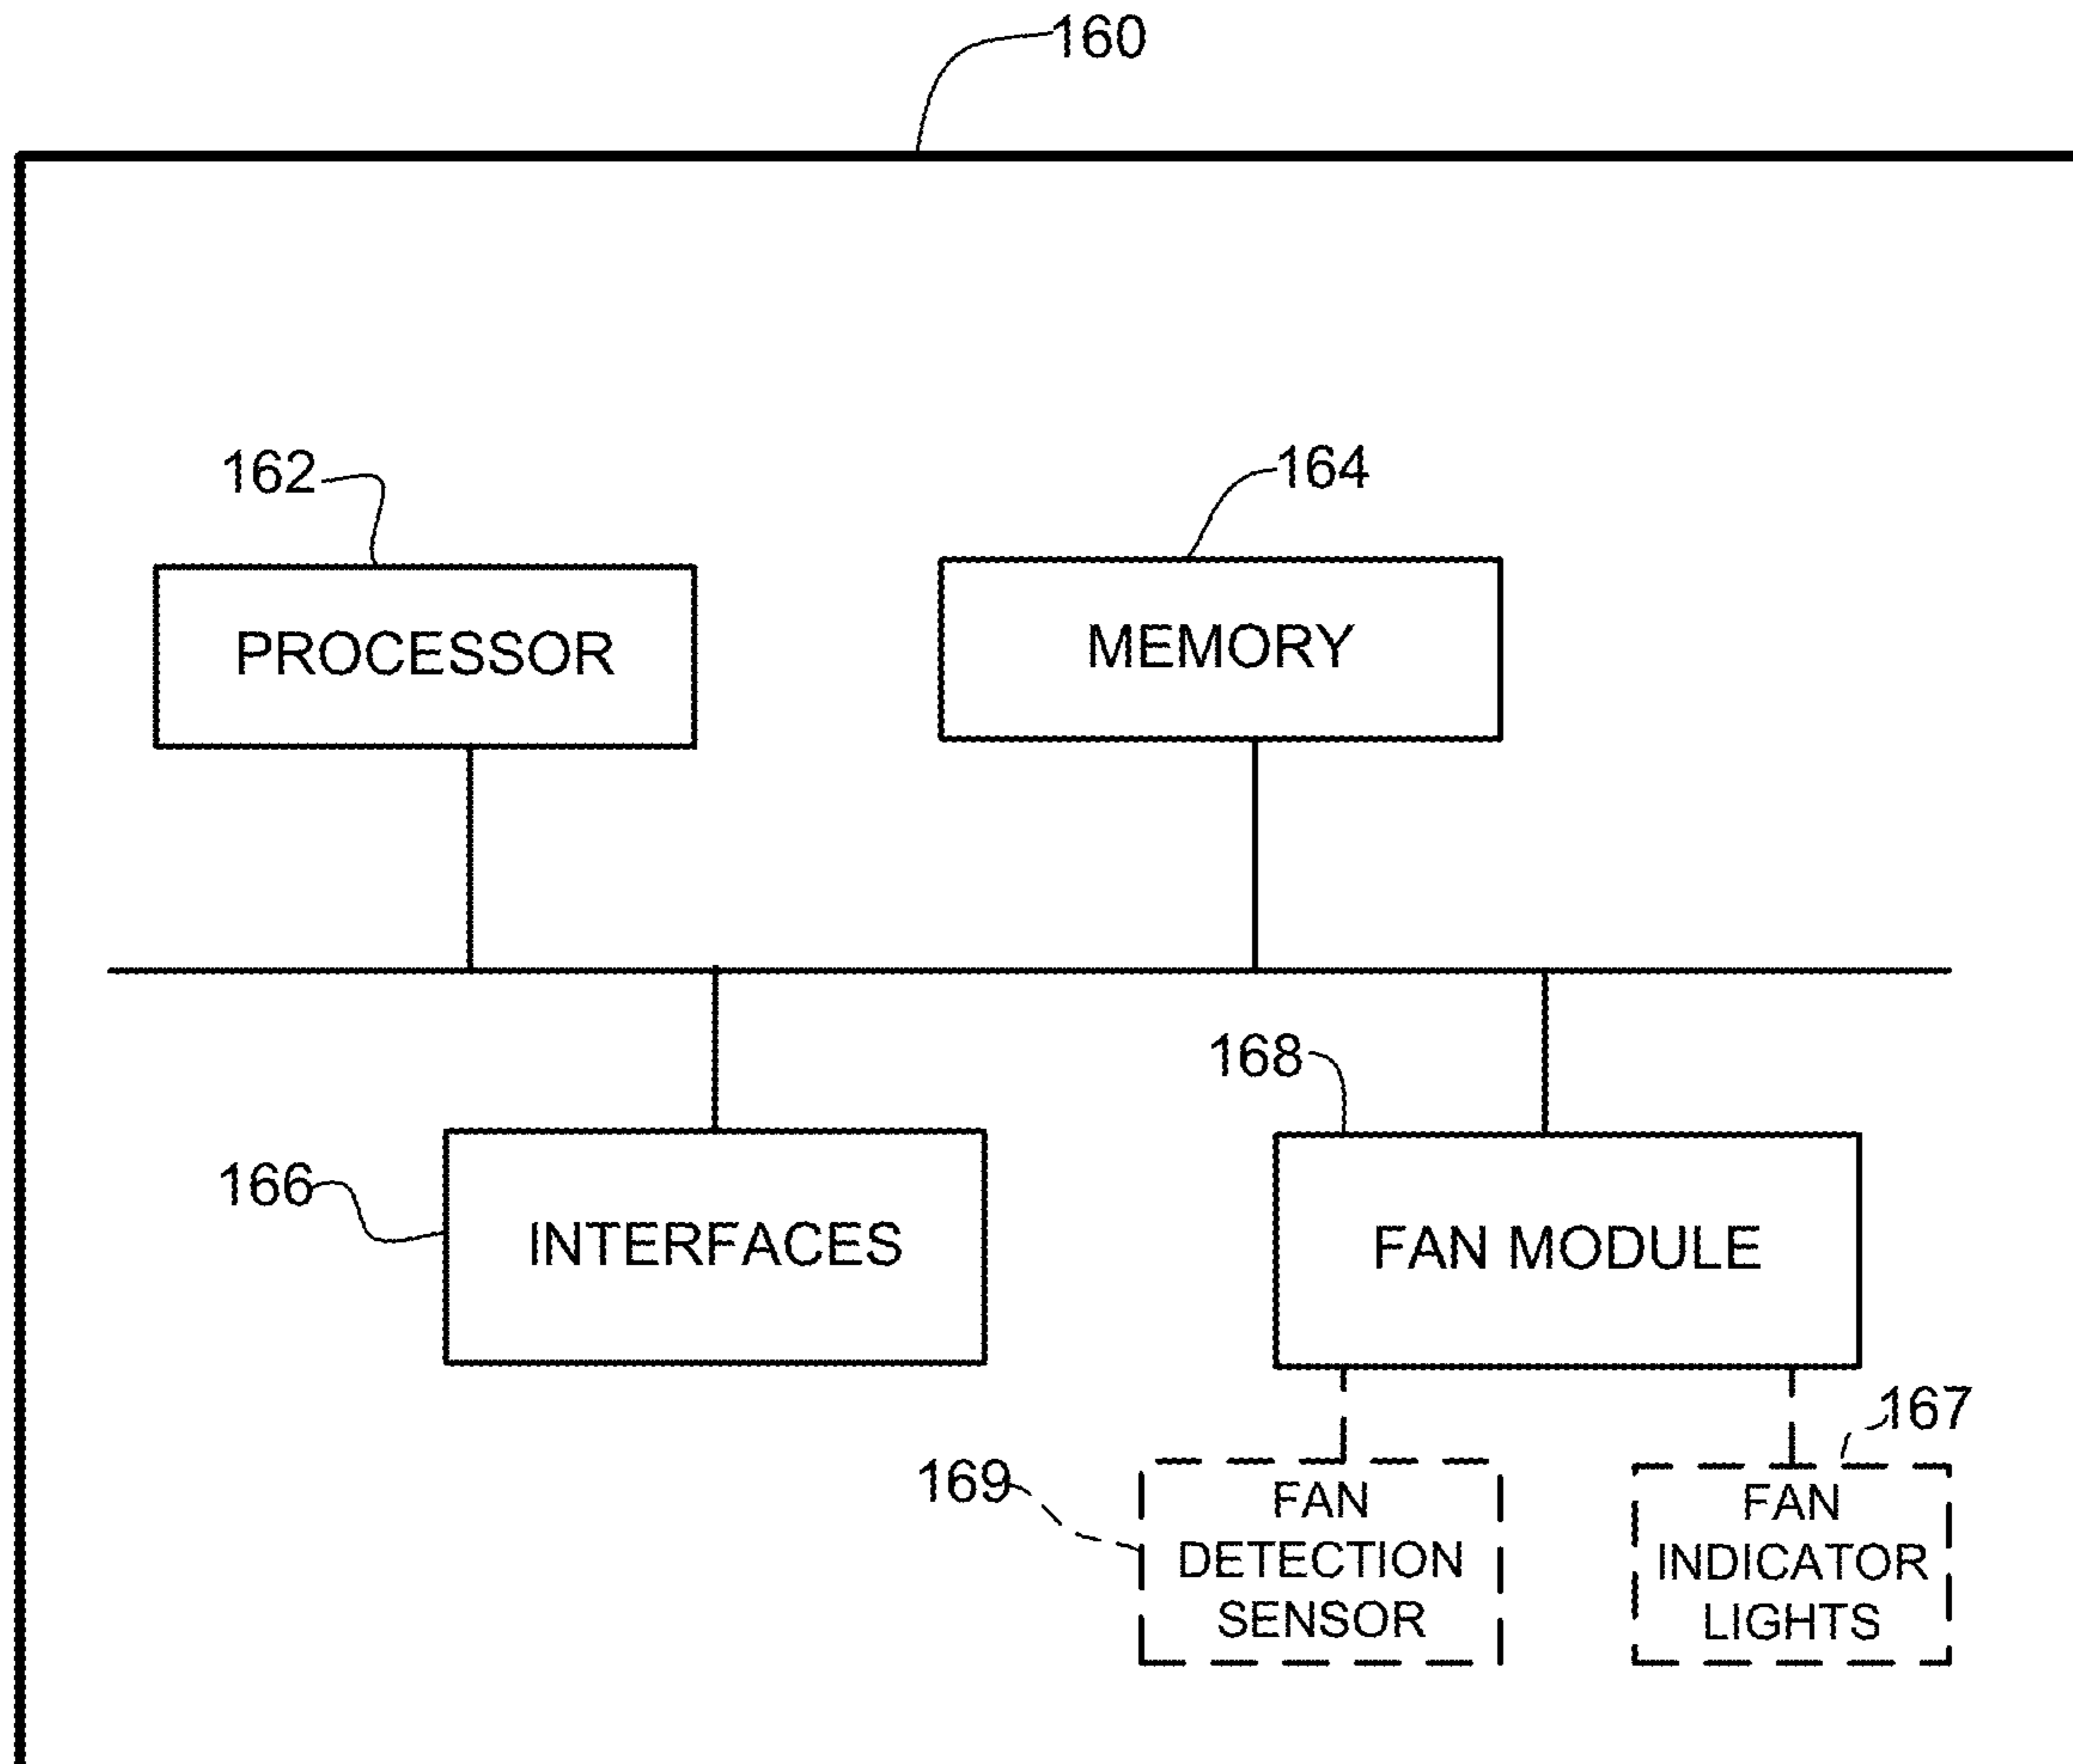 160
162
164
PROCESSOR
MEMORY
168
166
INTERFACES
FAN MODULE
167
169
FAN
DETECTION
SENSOR
FAN
INDICATOR
LIGHTS